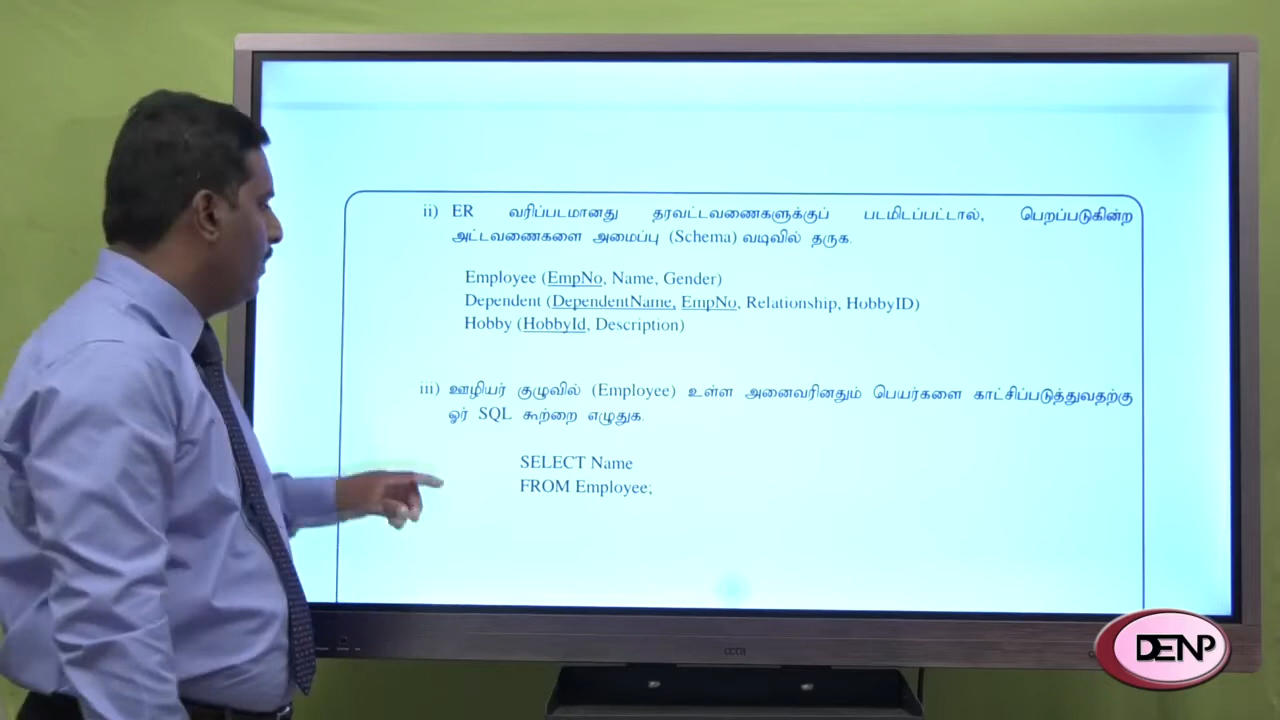 ii) ER வரிப்படமானது தரவட்டவணைகளுக்குப் படமிடப்பட்டால், பெறப்படுகின்ற
அட்டவணைகளை அமைப்பு (Schema) வடிவில் தருக.
Employee (EmpNo, Name, Gender)
Dependent (DependentName, EmpNo, Relationship, HobbyID)
Hobby (HobbyId, Description)
iii) ஊழியர் குழுவில் (Employee) உள்ள அனைவரினதும் பெயர்களை காட்சிப்படுத்துவதற்கு
ஓர் SQL கூற்றை எழுதுக.
SELECT Name
FROM Employee;
DENP